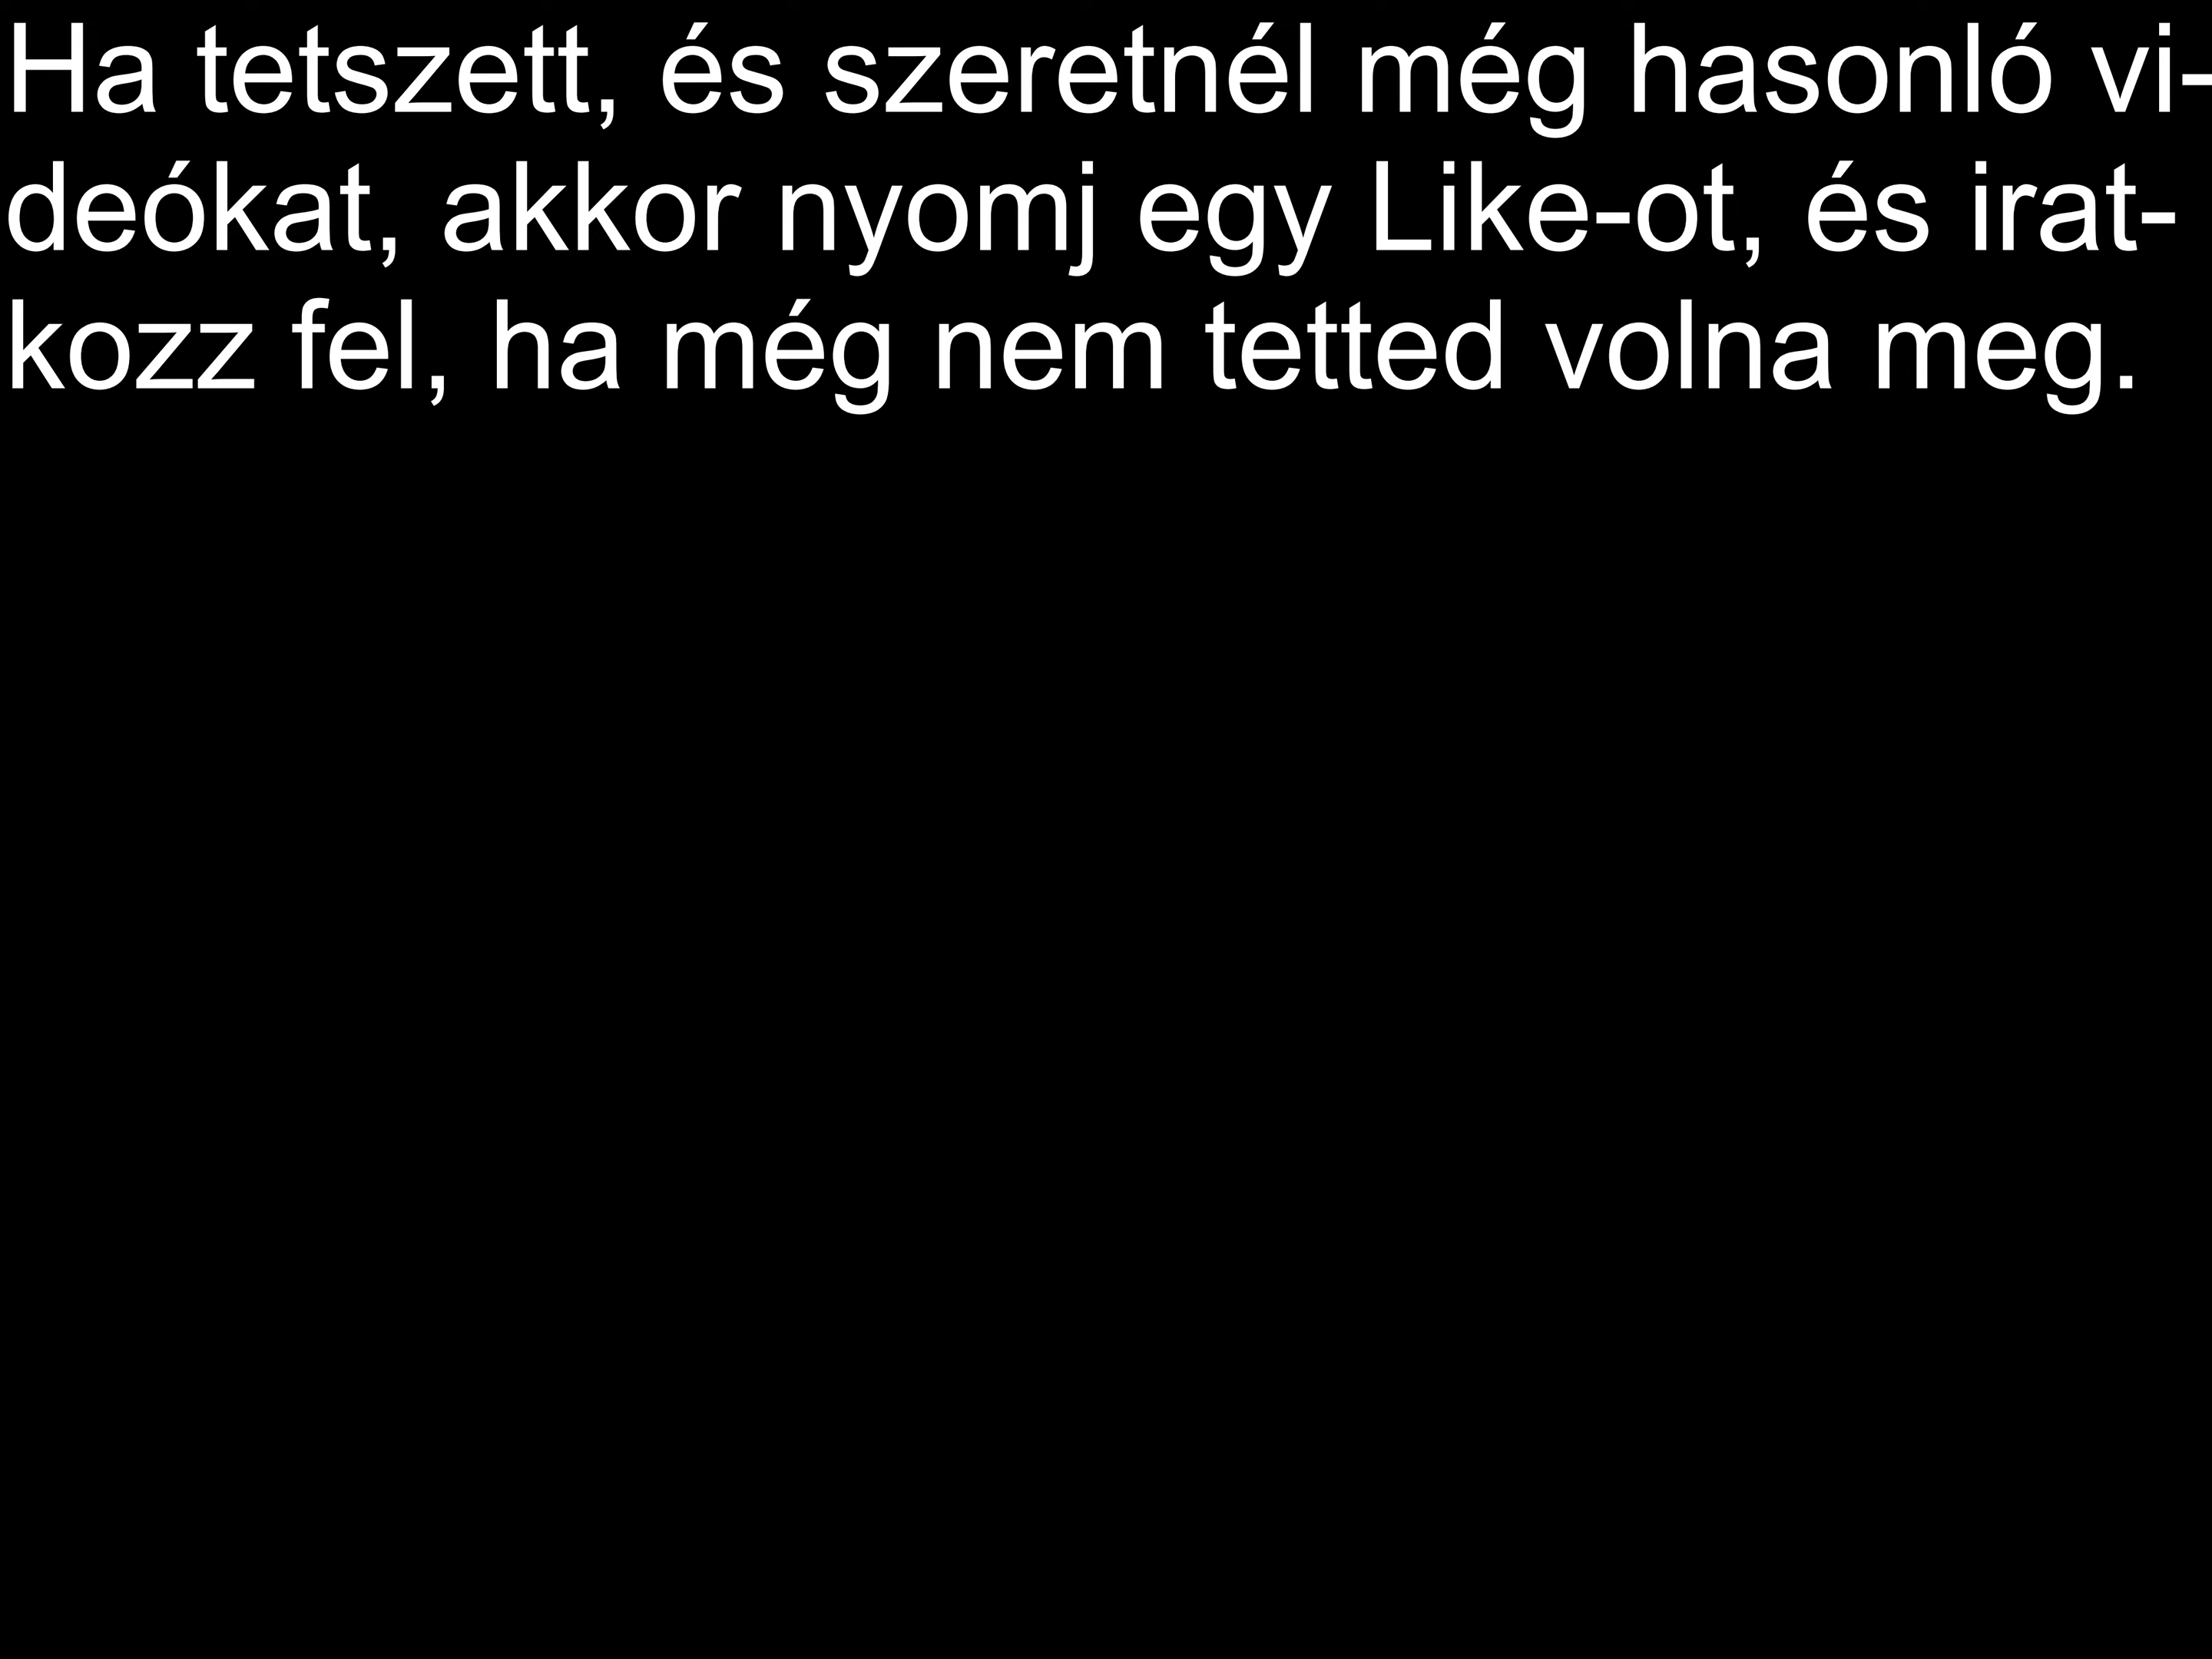 Ha tetszett, és szeretnél még hasonló vi-
deókat, akkor nyomj egy Like-ot, és irat-
kozz fel, ha még nem tetted volna meg.